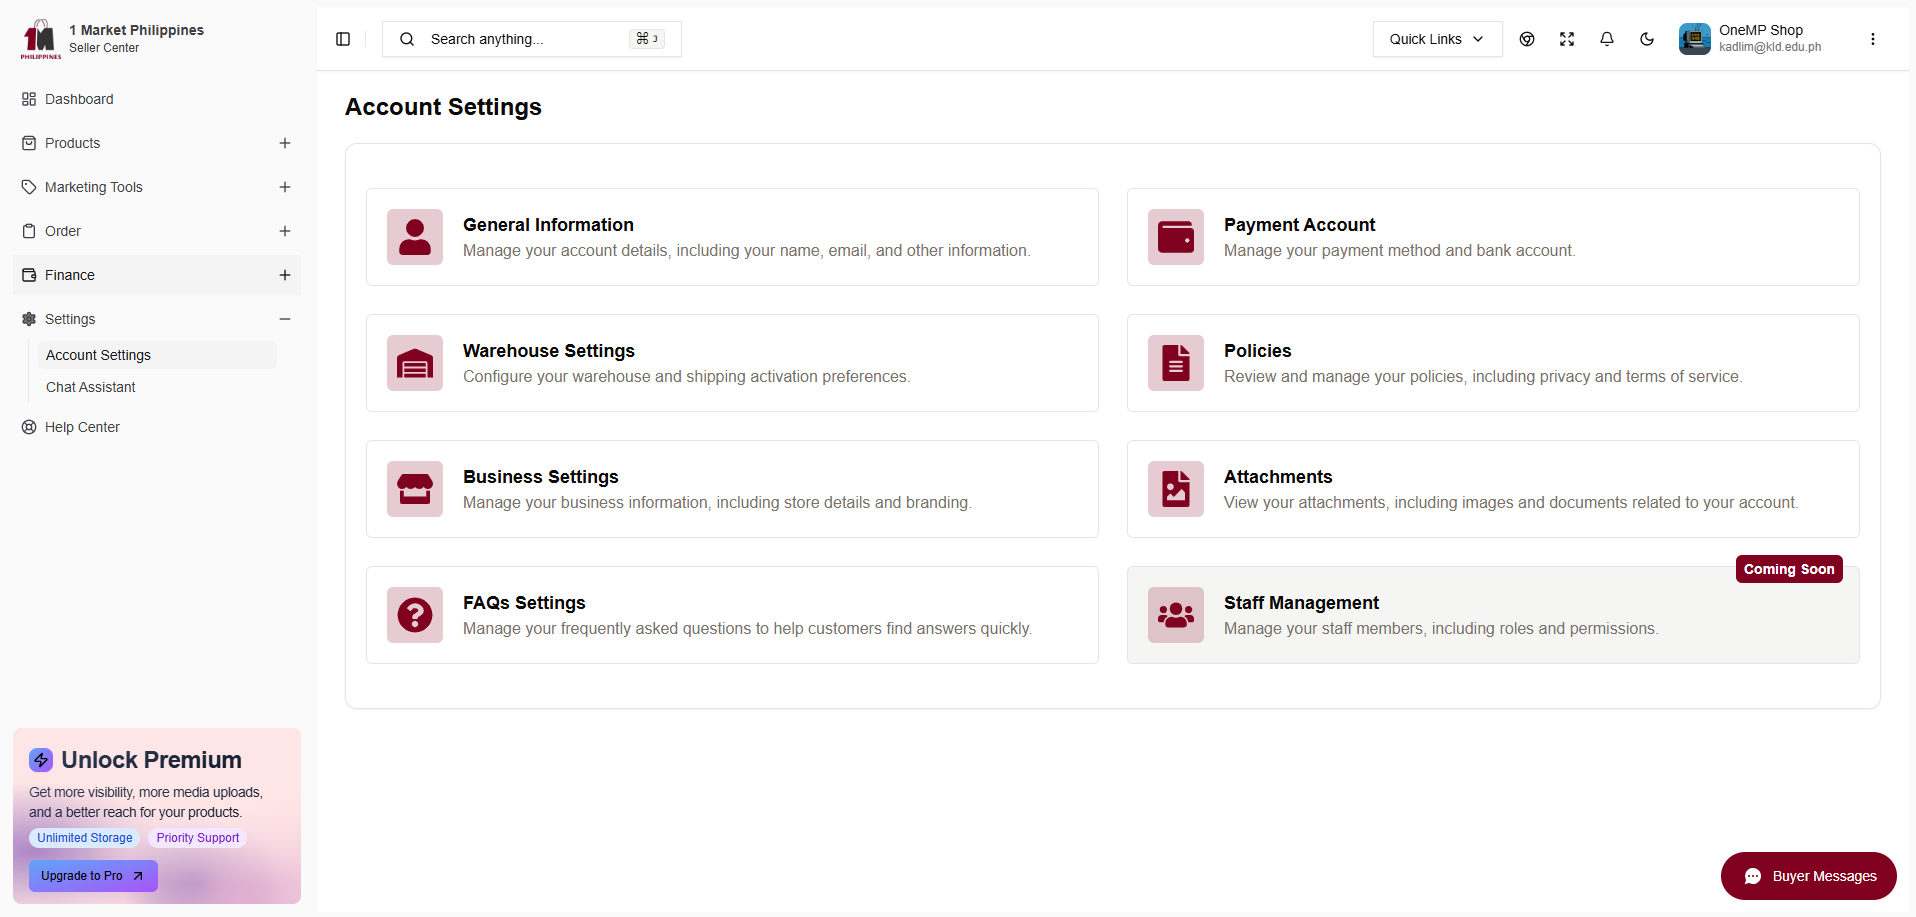 1 Market Philippines
Seller Center
PHILIPPINES
Dashboard
Products
Marketing Tools
Order
Finance
Settings
Account Settings
Chat Assistant
Help Center
Unlock Premium
Get more visibility, more media uploads,
and a better reach for your products.
Unlimited Storage
Priority Support
Upgrade to Pro
Search anything...
⌘ J
Quick Links
OneMP Shop
kadlim@kld.edu.ph
Account Settings
General Information
Manage your account details, including your name, email, and other information.
Payment Account
Manage your payment method and bank account.
Warehouse Settings
Configure your warehouse and shipping activation preferences.
Policies
Review and manage your policies, including privacy and terms of service.
Business Settings
Manage your business information, including store details and branding.
Attachments
View your attachments, including images and documents related to your account.
FAQs Settings
Manage your frequently asked questions to help customers find answers quickly.
Coming Soon
Staff Management
Manage your staff members, including roles and permissions.
Buyer Messages